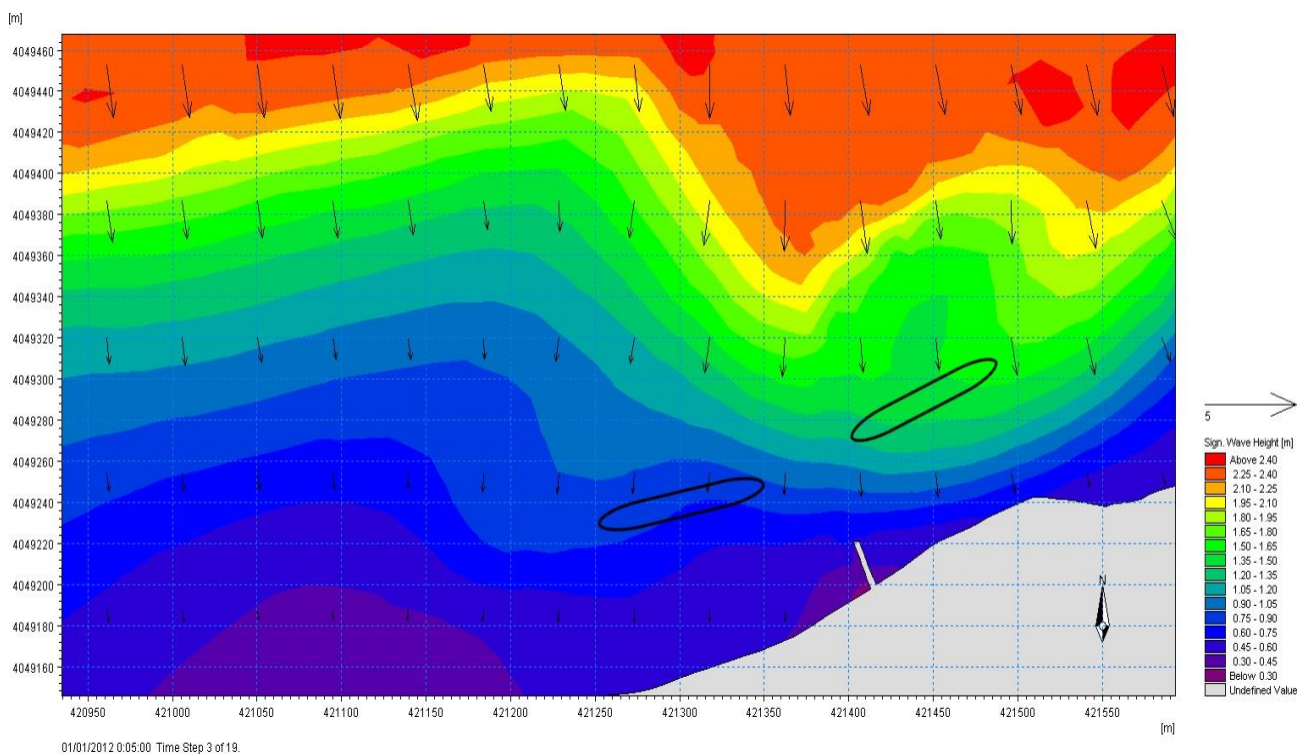 [m]
4049460
4049440
4049420
4049400
4049380
4049360
4049340
4049320
4049300
4049280
4049260
4049240
4049220
4049200
4049180
4049160
420950 421000 421050 421100 421150 421200 421250 421300 421350 421400 421450 421500 421550
[m]
01/01/2012 0:05:00 Time Step 3 of 19.
N
5
Sign. Wave Height [m]
Above 2.40
2.25 - 2.40
2.10 - 2.25
1.95 - 2.10
1.80 - 1.95
1.65 - 1.80
1.50 - 1.65
1.35 - 1.50
1.20 - 1.35
1.05 - 1.20
0.90 - 1.05
0.75 - 0.90
0.60 - 0.75
0.45 - 0.60
0.30 - 0.45
Below 0.30
Undefined Value